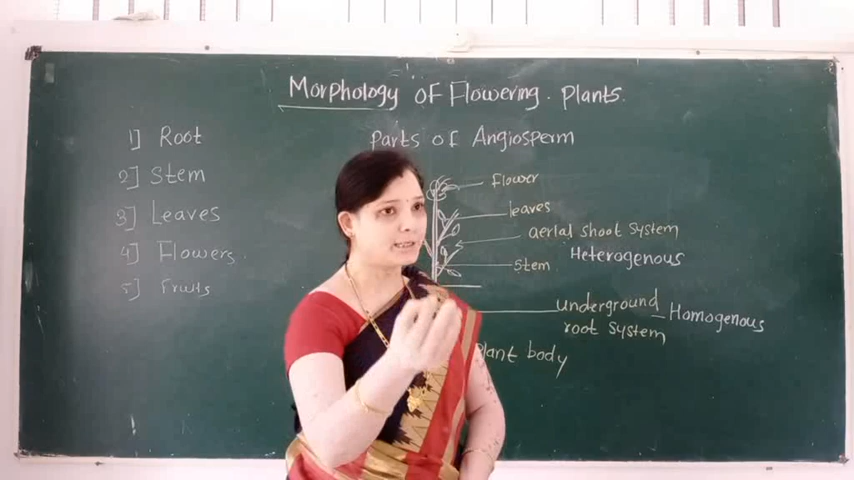 Morphology of Flowering. Plants.
Parts of Angiosperm
1] Root
2] Stem
3] Leaves
4] Flowers
5] Fruits
Flower
leaves
aerial shoot system
Heterogenous
Stem
underground
root system
Homogenous
Plant body